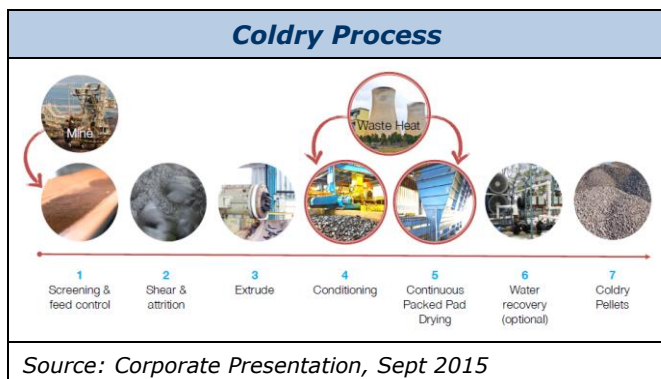 Coldry Process
Mine
Waste Heat
1
Screening &
feed control
2
Shear &
attrition
3
Extrude
4
Conditioning
5
Continuous
Packed Pad
Drying
6
Water
recovery
(optional)
7
Coldry
Pellets
Source: Corporate Presentation, Sept 2015